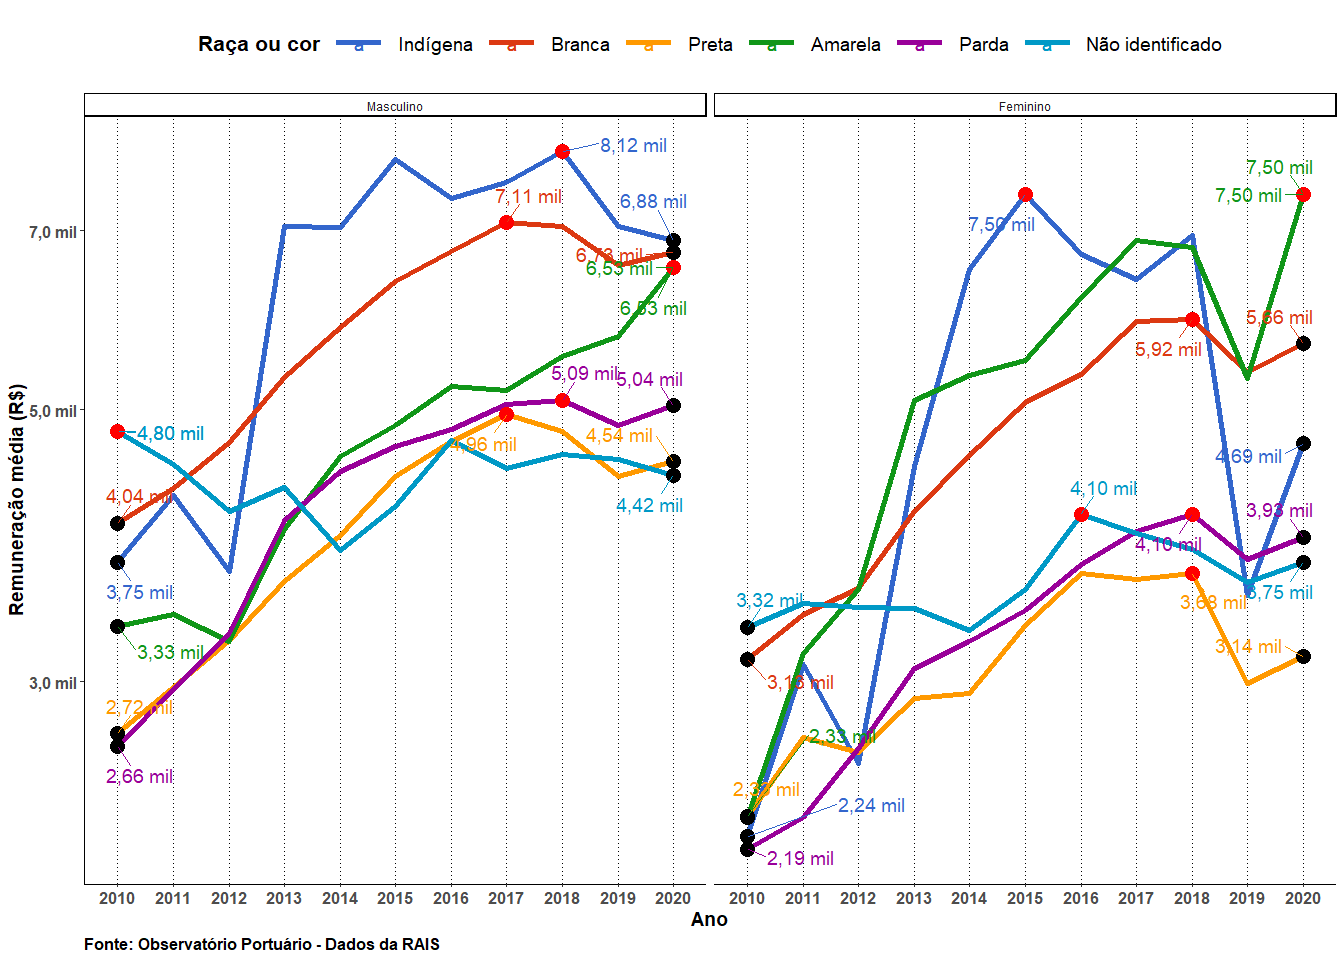 Raça ou cor a Indígena a Branca a Preta a Amarela a Parda a Não identificado
Masculino Feminino
Remuneração média (R$)
7,0 mil
5,0 mil
3,0 mil
8,12 mil
7,11 mil
6,88 mil
6,73 mil
6,53 mil
6,53 mil
5,09 mil
5,04 mil
4,80 mil
4,96 mil
4,54 mil
4,42 mil
4,04 mil
3,75 mil
3,33 mil
2,72 mil
2,66 mil
7,50 mil
7,50 mil
7,50 mil
5,66 mil
5,92 mil
4,69 mil
4,10 mil
3,93 mil
4,10 mil
3,75 mil
3,68 mil
3,32 mil
3,14 mil
2,33 mil
2,24 mil
2,19 mil
2010 2011 2012 2013 2014 2015 2016 2017 2018 2019 2020 2010 2011 2012 2013 2014 2015 2016 2017 2018 2019 2020
Ano
Fonte: Observatório Portuário - Dados da RAIS